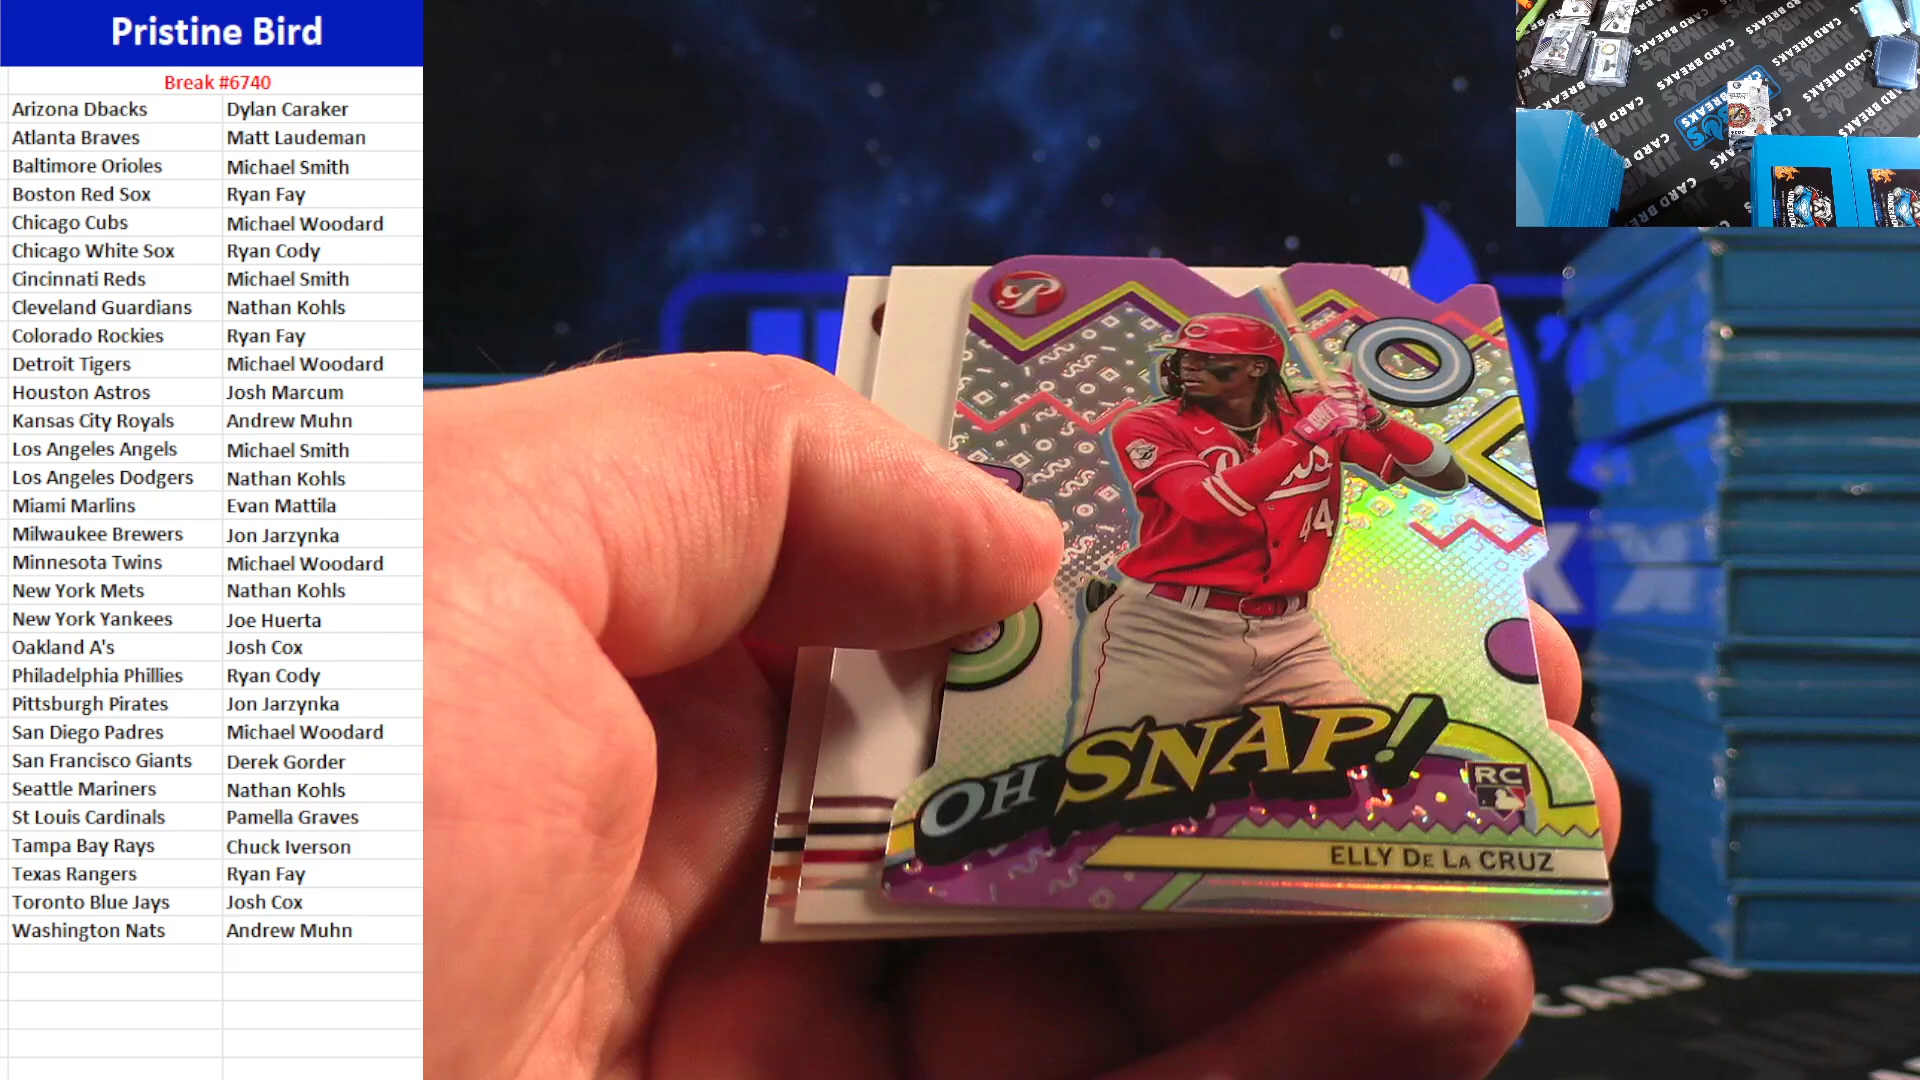 Pristine Bird
Break #6740
Arizona Dbacks Dylan Caraker
Atlanta Braves Matt Laudeman
Baltimore Orioles Michael Smith
Boston Red Sox Ryan Fay
Chicago Cubs Michael Woodard
Chicago White Sox Ryan Cody
Cincinnati Reds Michael Smith
Cleveland Guardians Nathan Kohls
Colorado Rockies Ryan Fay
Detroit Tigers Michael Woodard
Houston Astros Josh Marcum
Kansas City Royals Andrew Muhn
Los Angeles Angels Michael Smith
Los Angeles Dodgers Nathan Kohls
Miami Marlins Evan Mattila
Milwaukee Brewers Jon Jarzynka
Minnesota Twins Michael Woodard
New York Mets Nathan Kohls
New York Yankees Joe Huerta
Oakland A's Josh Cox
Philadelphia Phillies Ryan Cody
Pittsburgh Pirates Jon Jarzynka
San Diego Padres Michael Woodard
San Francisco Giants Derek Gorder
Seattle Mariners Nathan Kohls
St Louis Cardinals Pamella Graves
Tampa Bay Rays Chuck Iverson
Texas Rangers Ryan Fay
Toronto Blue Jays Josh Cox
Washington Nats Andrew Muhn
P
C
Reds
44
OH SNAP!
RC
ELLY DE LA CRUZ
CARD BREAKS
JUMBO'S
CARD BREAKS
CARD